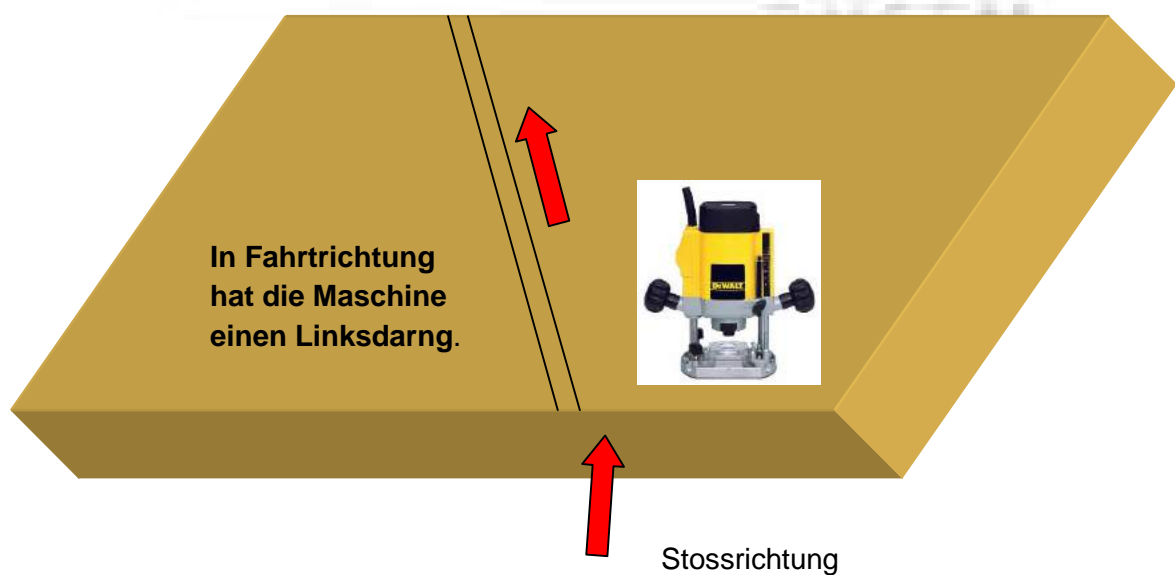 In Fahrtrichtung
hat die Maschine
einen Linksdarng.
DEWALT
Stossrichtung